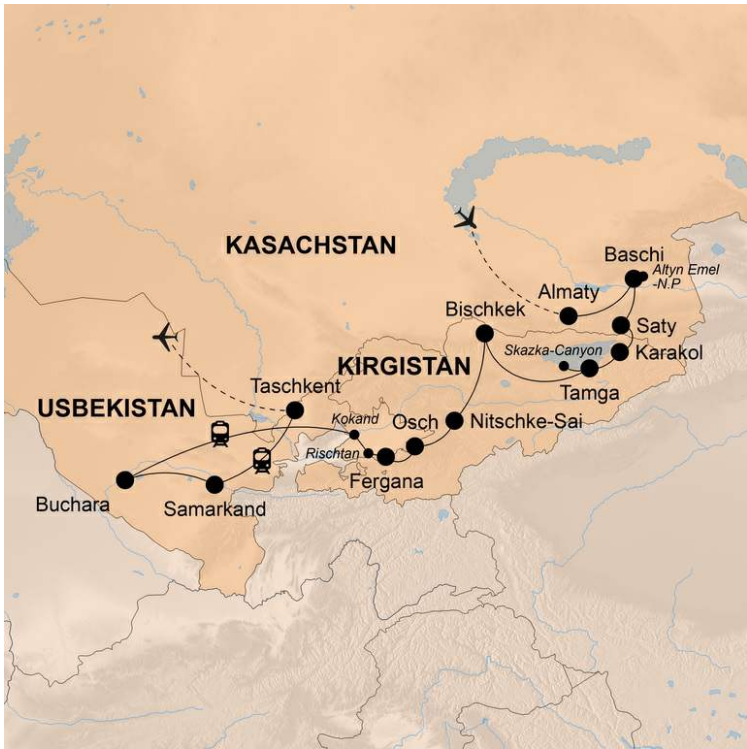 KASACHSTAN
Baschi
Altyn Emel
-N.P
Almaty
Bischkek
Saty
Skazka-Canyon
Karakol
KIRGISTAN
Tamga
Taschkent
USBEKISTAN
Kokand
Osch
Nitschke-Sai
Rischtan
Fergana
Buchara
Samarkand